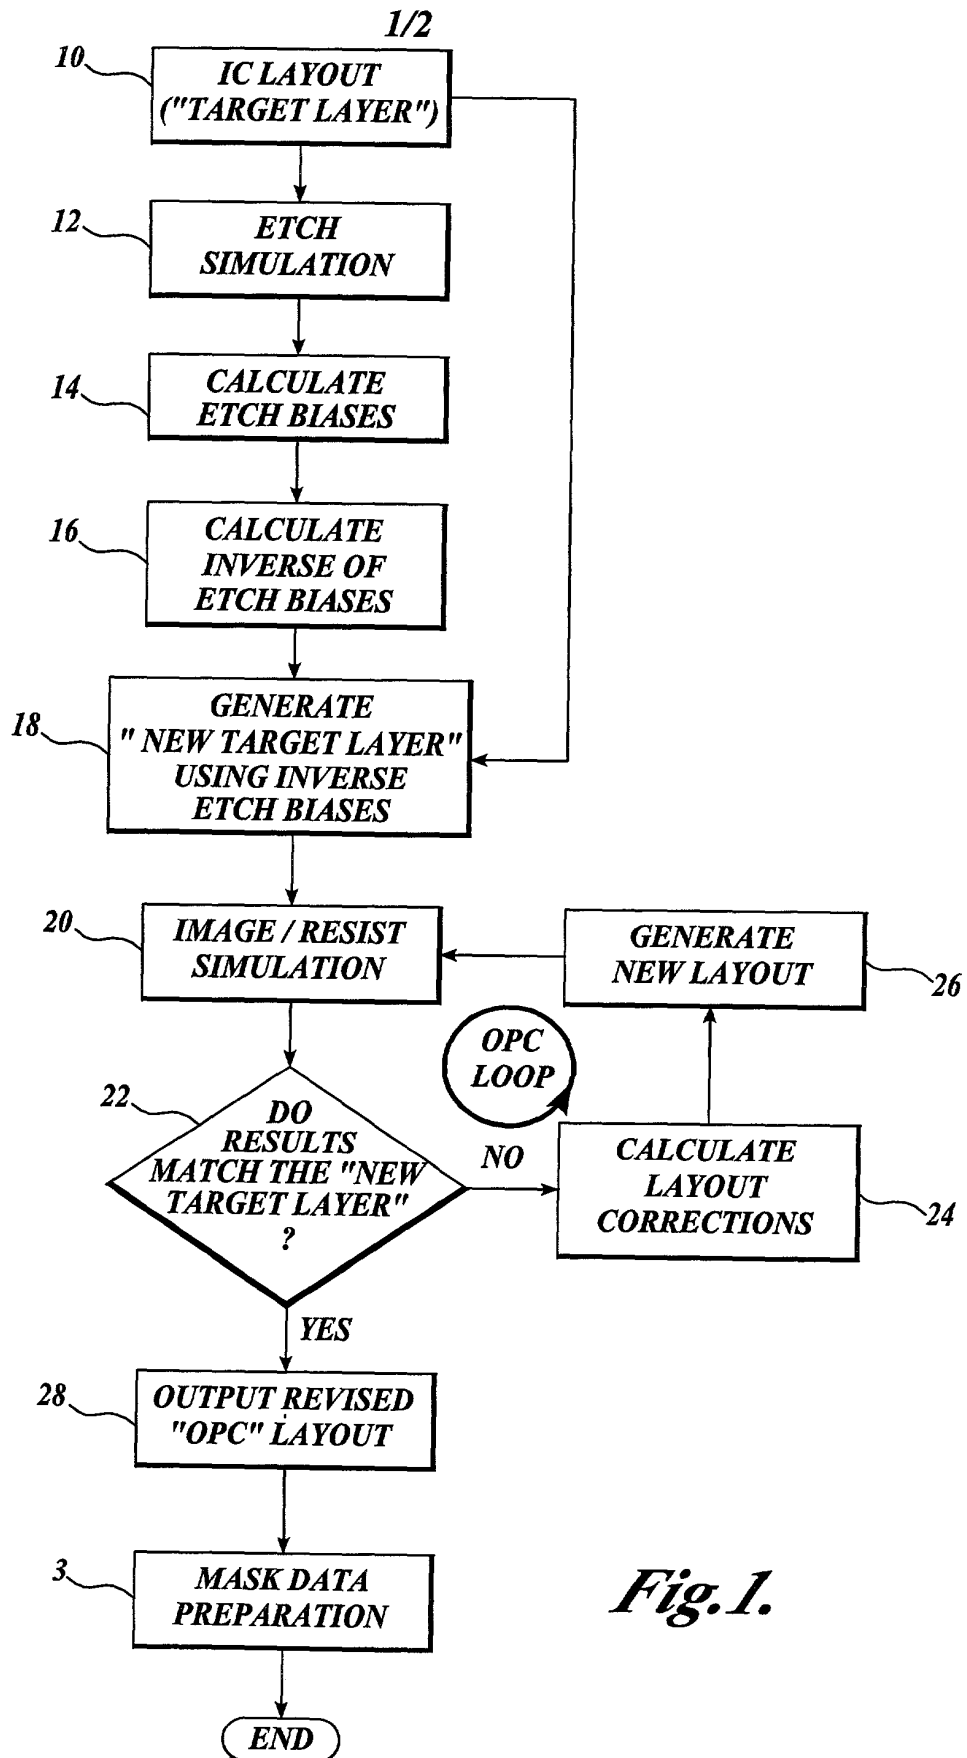 1/2
10
IC LAYOUT
("TARGET LAYER")
12
ETCH
SIMULATION
14
CALCULATE
ETCH BIASES
16
CALCULATE
INVERSE OF
ETCH BIASES
18
GENERATE
" NEW TARGET LAYER"
USING INVERSE
ETCH BIASES
20
IMAGE / RESIST
SIMULATION
GENERATE
NEW LAYOUT
26
OPC
LOOP
22
DO
RESULTS
MATCH THE "NEW
TARGET LAYER"
?
NO
CALCULATE
LAYOUT
CORRECTIONS
24
YES
28
OUTPUT REVISED
"OPC" LAYOUT
3
MASK DATA
PREPARATION
Fig.1.
END